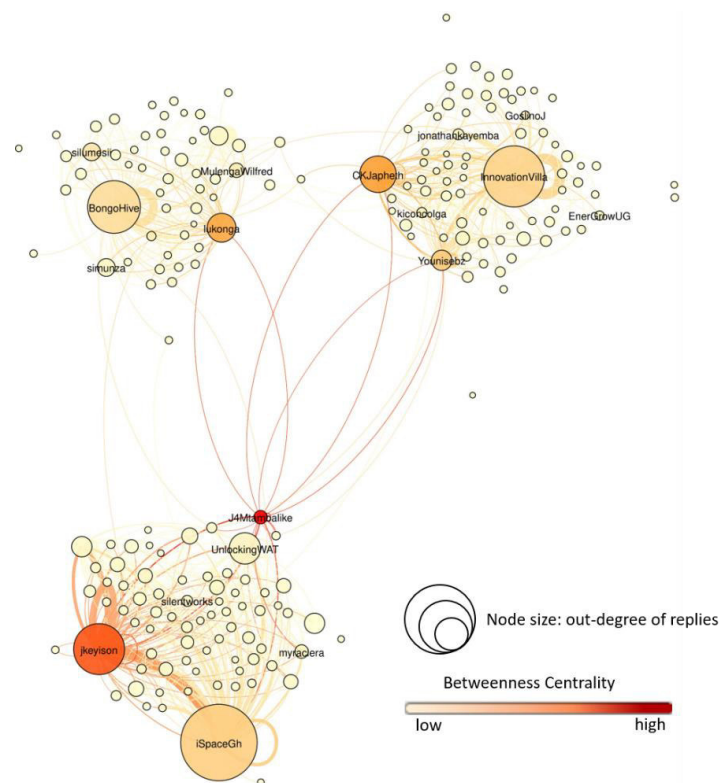 GoslinoJ
jonathankayemba
silumesii
MulengaWilfred
CKJapheth
InnovationVilla
BongoHive
kiconcolga
EnerGrowUG
lukonga
Younisebz
simunza
J4Mtambalike
UnlockingWAT
silentworks
Node size: out-degree of replies
jkeyison
myraclera
Betweenness Centrality
low
high
iSpaceGh